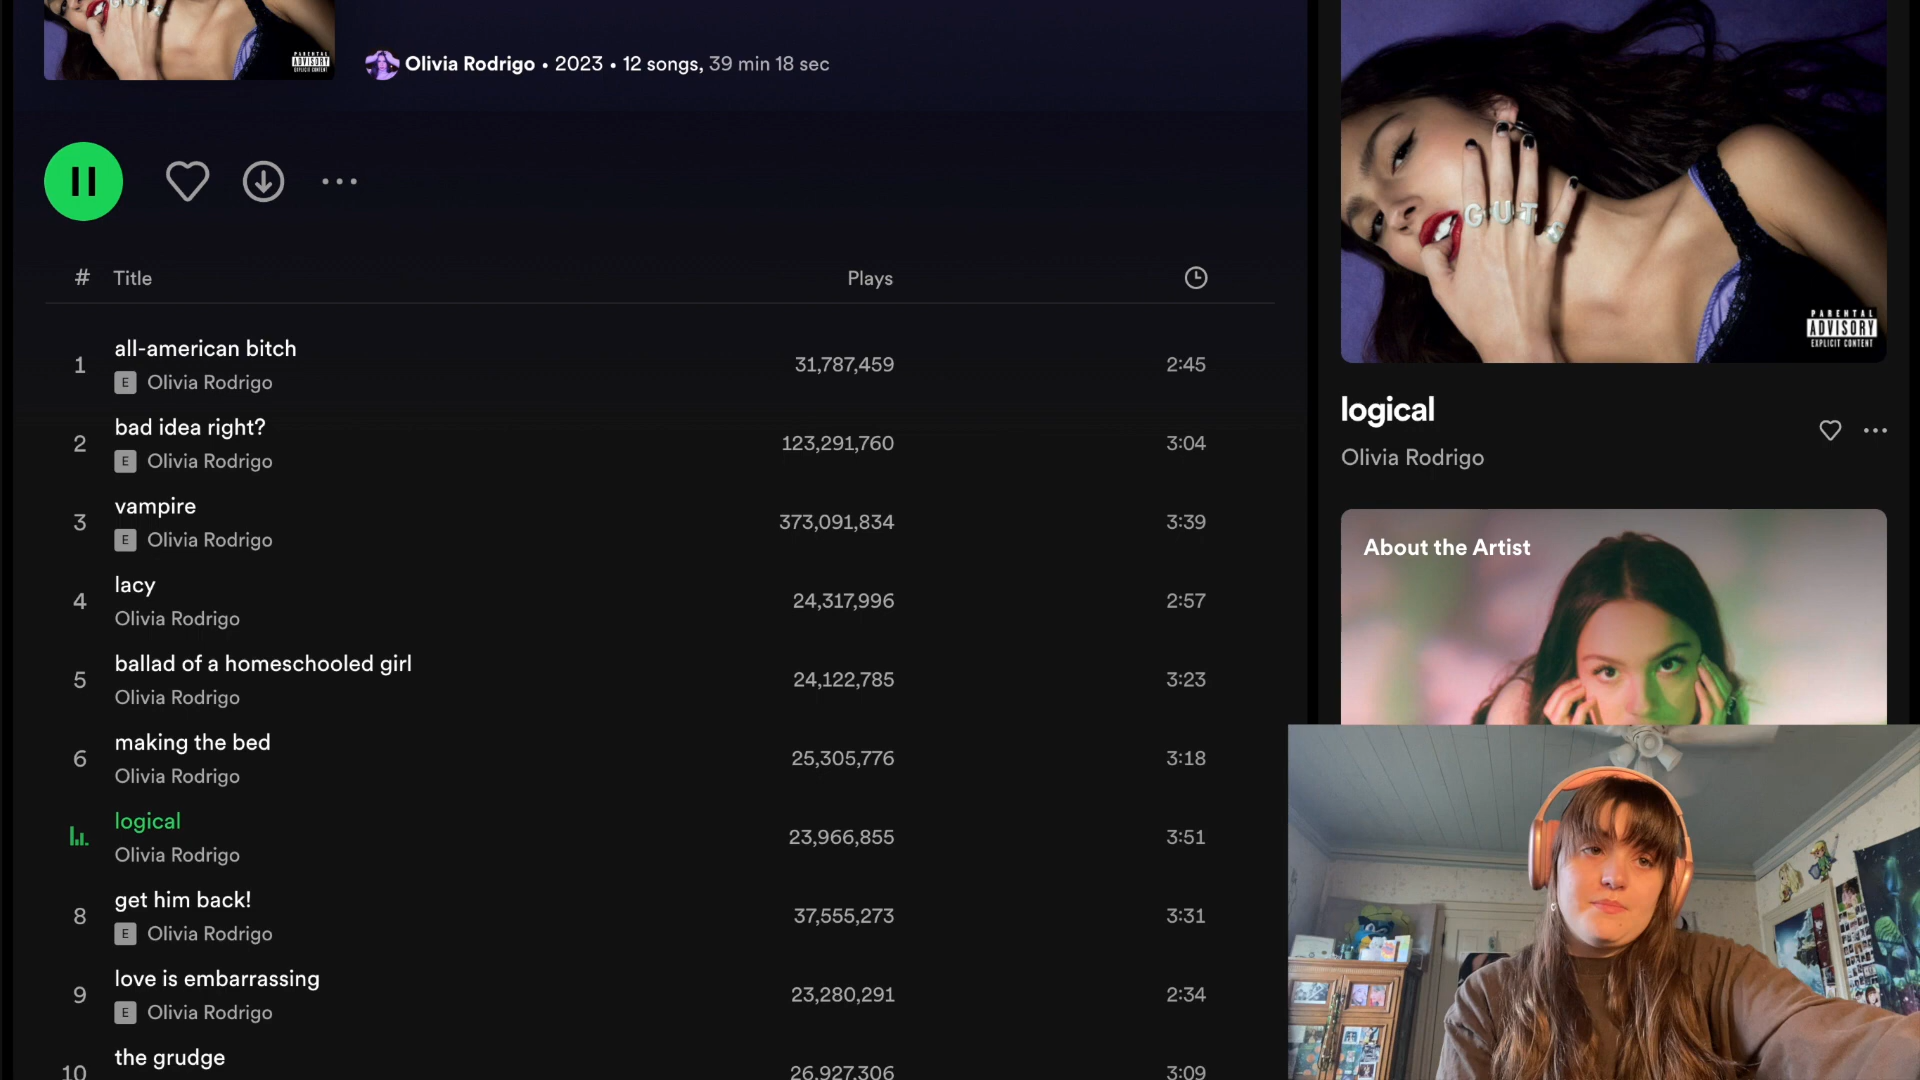 PARENTAL
ADVISORY
EXPLICIT CONTENT
Olivia Rodrigo • 2023 • 12 songs, 39 min 18 sec
# Title Plays
1 all-american bitch 31,787,459 2:45
E Olivia Rodrigo
2 bad idea right? 123,291,760 3:04
E Olivia Rodrigo
3 vampire 373,091,834 3:39
E Olivia Rodrigo
4 lacy 24,317,996 2:57
Olivia Rodrigo
5 ballad of a homeschooled girl 24,122,785 3:23
Olivia Rodrigo
6 making the bed 25,305,776 3:18
Olivia Rodrigo
logical 23,966,855 3:51
Olivia Rodrigo
8 get him back! 37,555,273 3:31
E Olivia Rodrigo
9 love is embarrassing 23,280,291 2:34
E Olivia Rodrigo
10 the grudge 26,927,306 3:09
GUTS
PARENTAL
ADVISORY
EXPLICIT CONTENT
logical
Olivia Rodrigo
About the Artist